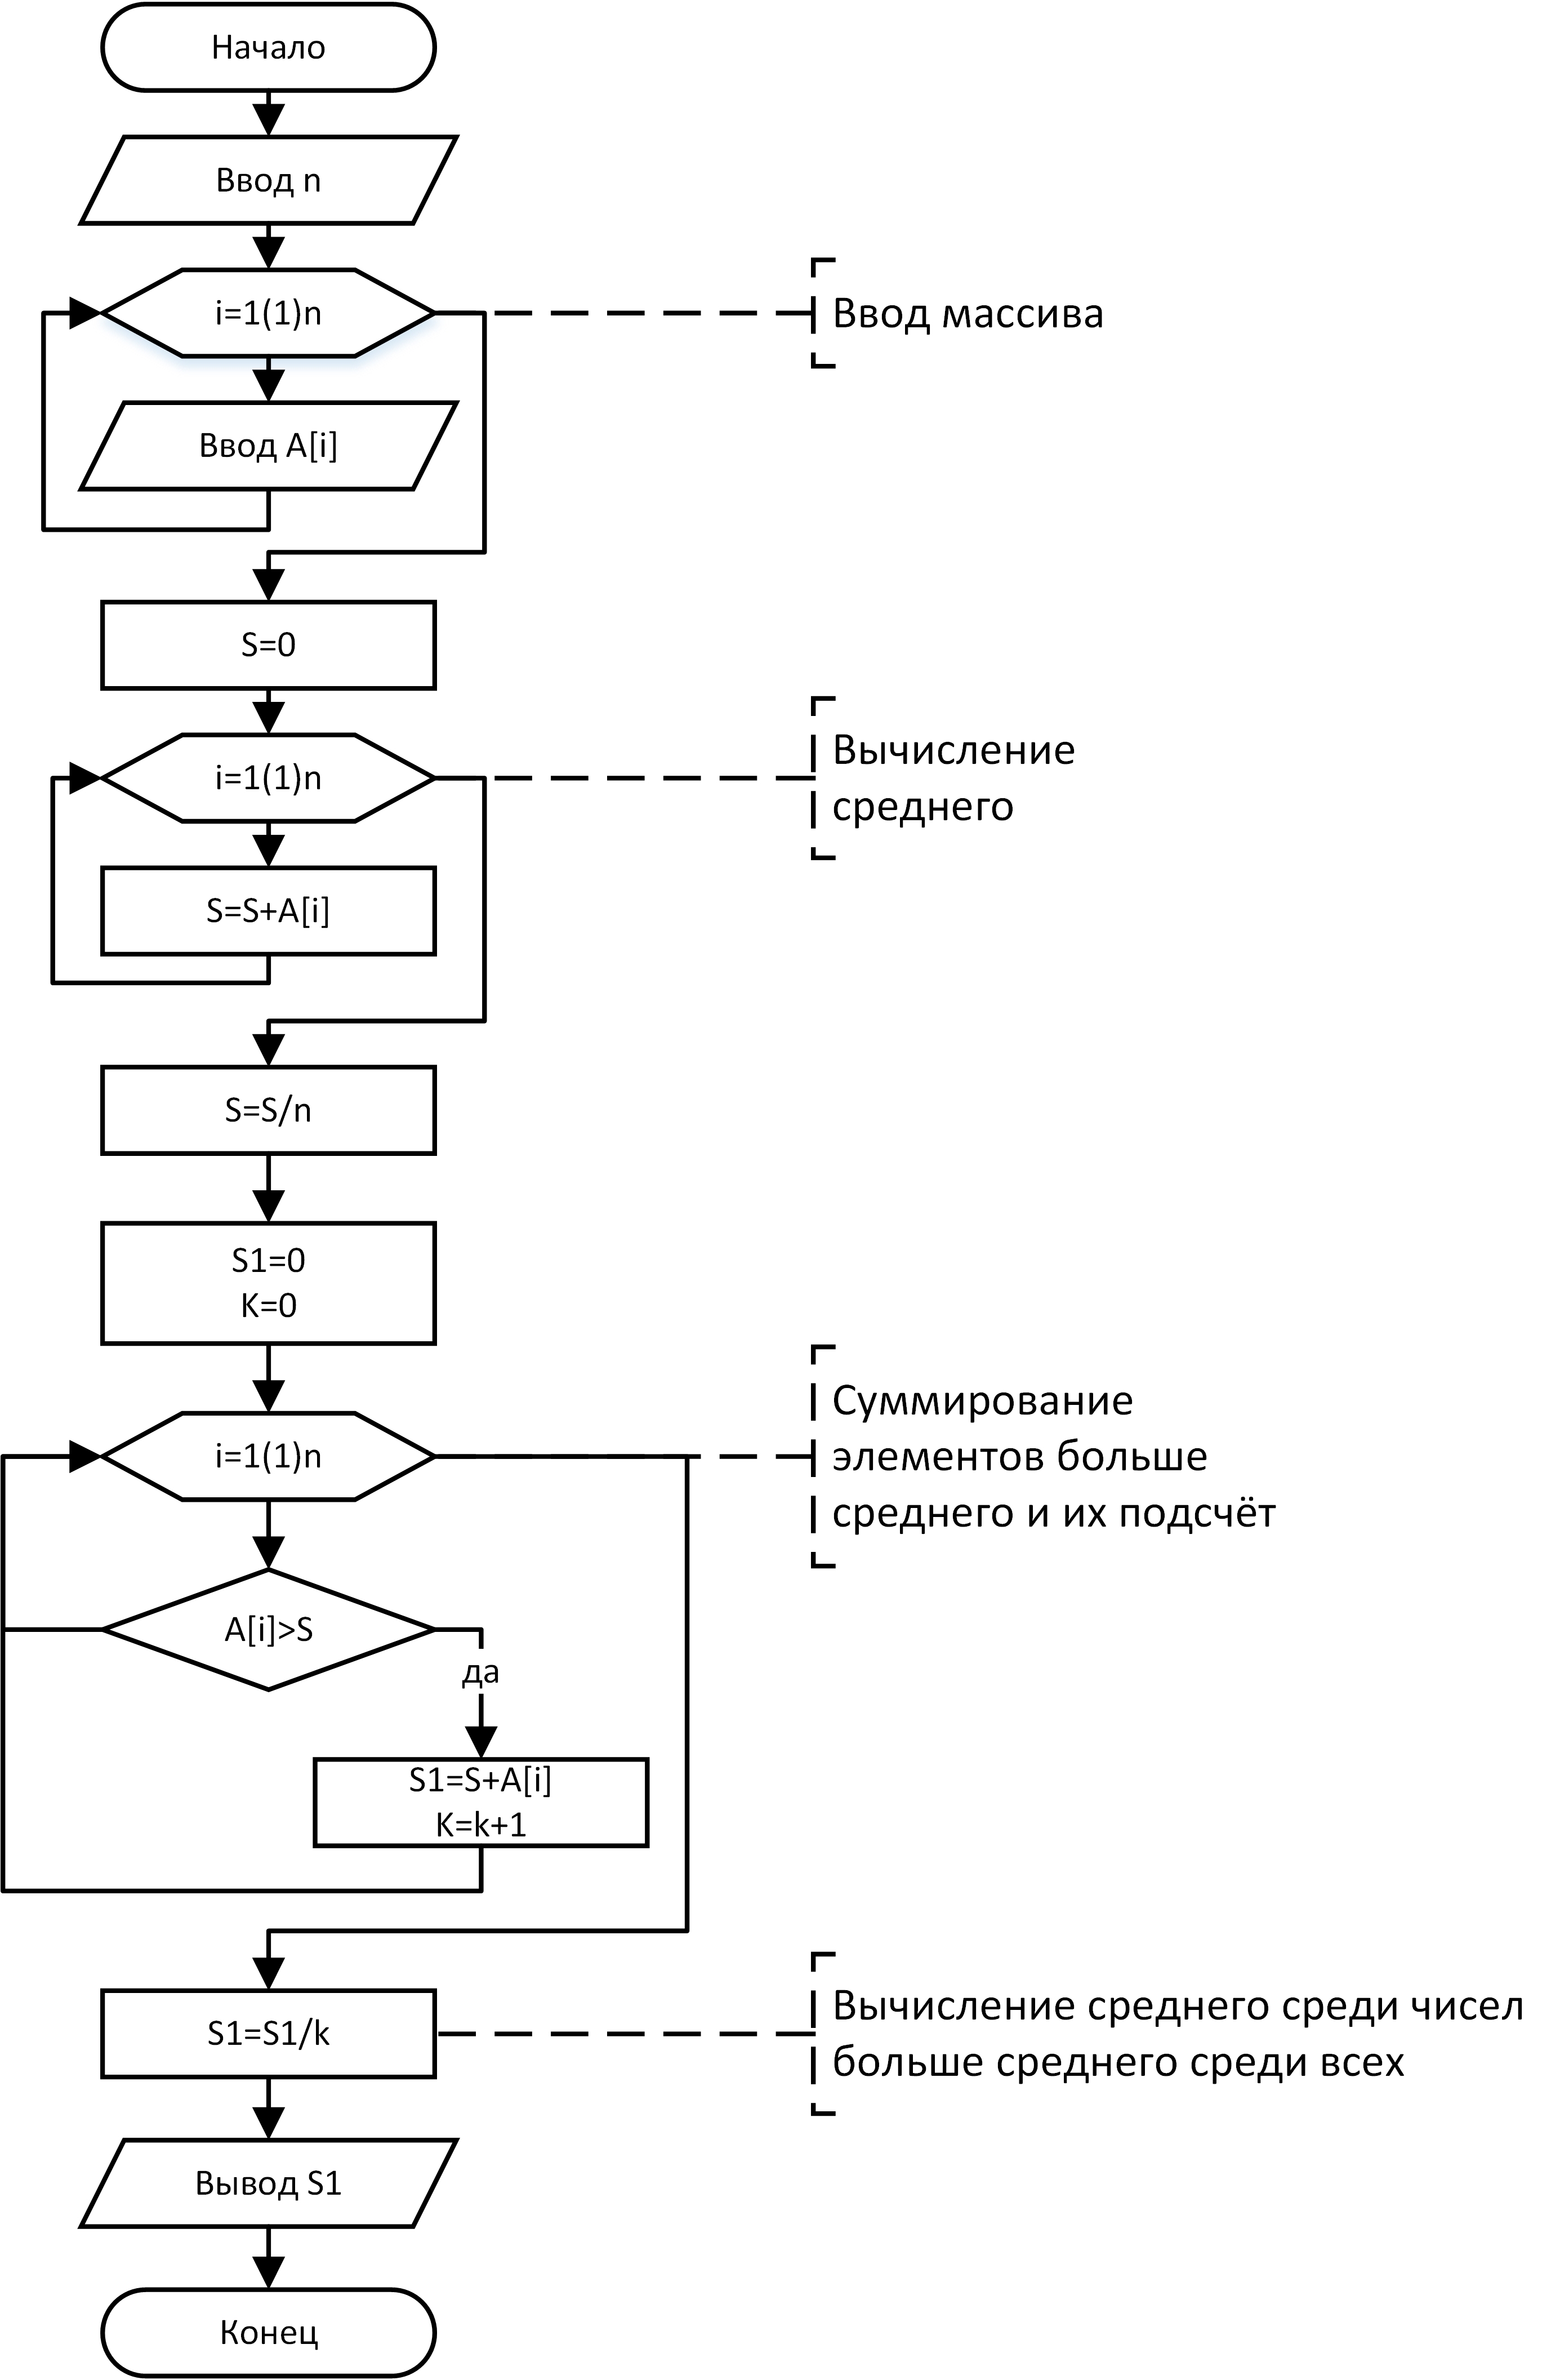 Начало
Ввод n
i=1(1)n
Ввод массива
Ввод A[i]
S=0
i=1(1)n
Вычисление
среднего
S=S+A[i]
S=S/n
S1=0
K=0
i=1(1)n
Суммирование
элементов больше
среднего и их подсчёт
A[i]>S
да
S1=S+A[i]
K=k+1
S1=S1/k
Вычисление среднего среди чисел
больше среднего среди всех
Вывод S1
Конец